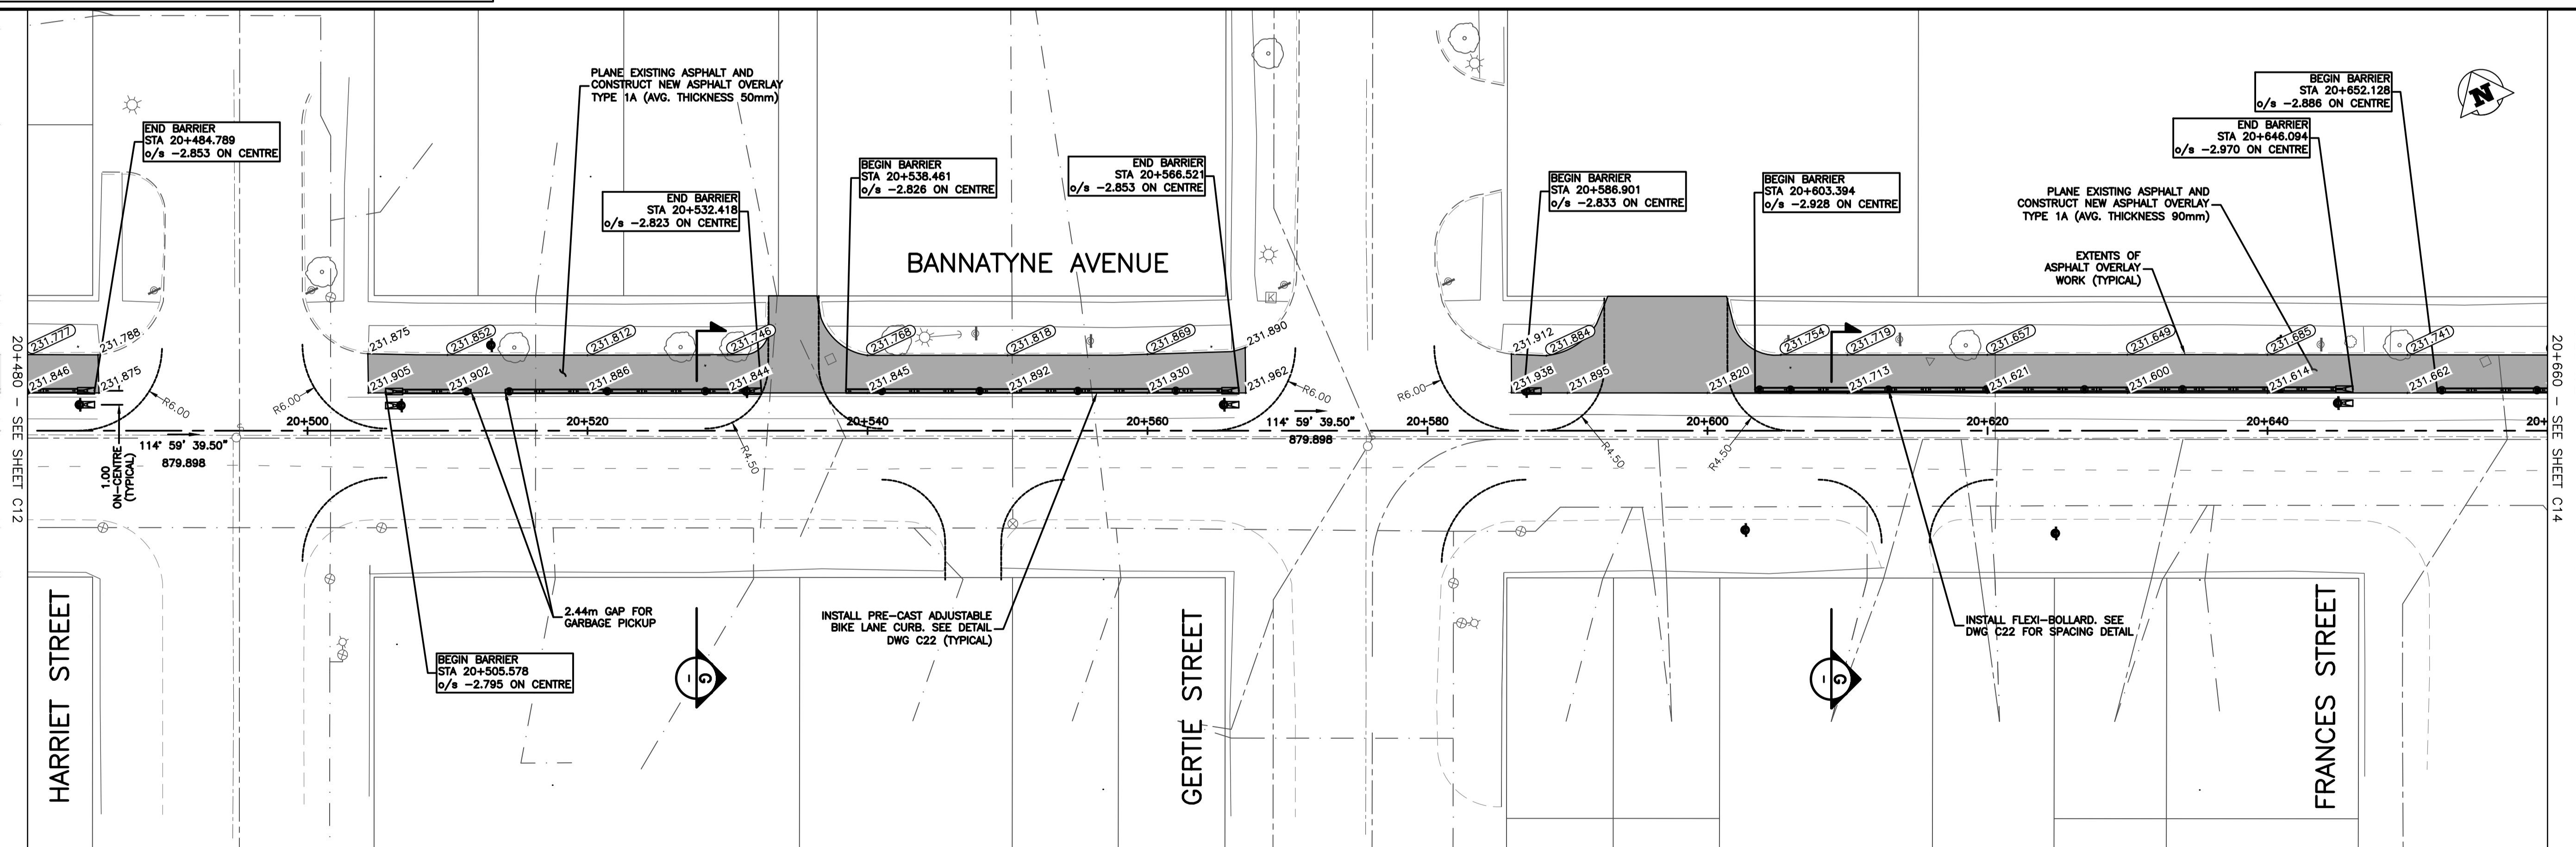 PLANE EXISTING ASPHALT AND
CONSTRUCT NEW ASPHALT OVERLAY
TYPE 1A (AVG. THICKNESS 50mm)
END BARRIER
STA 20+484.789
o/s -2.853 ON CENTRE
END BARRIER
STA 20+532.418
o/s -2.823 ON CENTRE
BEGIN BARRIER
STA 20+538.461
o/s -2.826 ON CENTRE
END BARRIER
STA 20+566.521
o/s -2.853 ON CENTRE
BEGIN BARRIER
STA 20+586.901
o/s -2.833 ON CENTRE
BEGIN BARRIER
STA 20+603.394
o/s -2.928 ON CENTRE
BEGIN BARRIER
STA 20+652.128
o/s -2.886 ON CENTRE
END BARRIER
STA 20+646.094
o/s -2.970 ON CENTRE
N
PLANE EXISTING ASPHALT AND
CONSTRUCT NEW ASPHALT OVERLAY
TYPE 1A (AVG. THICKNESS 90mm)
EXTENTS OF
ASPHALT OVERLAY
WORK (TYPICAL)
BANNATYNE AVENUE
K
231.777
231.788
231.875
231.852
231.812
231.746
231.768
231.818
231.869
231.890
231.912
231.884
231.754
231.719
231.657
231.649
231.685
231.741
231.846
231.875
231.905
231.902
231.886
231.844
231.845
231.892
231.930
231.962
231.938
231.895
231.820
231.713
231.621
231.600
231.614
231.662
R6.00
R6.00
R4.50
R6.00
R6.00
R4.50
R4.50
20+500
20+520
20+540
20+560
20+580
20+600
20+620
20+640
20+
114° 59' 39.50"
879.898
114° 59' 39.50"
879.898
1.00
ON-CENTRE
(TYPICAL)
20+480 - SEE SHEET C12
20+660 - SEE SHEET C14
2.44m GAP FOR
GARBAGE PICKUP
BEGIN BARRIER
STA 20+505.578
o/s -2.795 ON CENTRE
INSTALL PRE-CAST ADJUSTABLE
BIKE LANE CURB. SEE DETAIL
DWG C22 (TYPICAL)
INSTALL FLEXI-BOLLARD. SEE
DWG C22 FOR SPACING DETAIL
G
-
G
-
HARRIET STREET
GERTIE STREET
FRANCES STREET